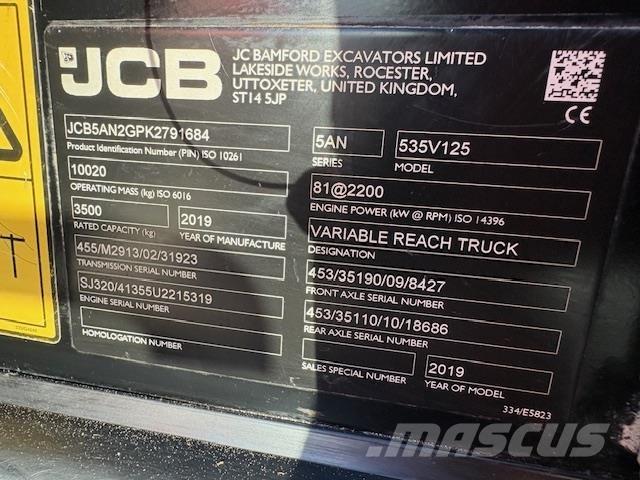 JCB
JC BAMFORD EXCAVATORS LIMITED
LAKESIDE WORKS, ROCESTER,
UTTOXETER, UNITED KINGDOM,
ST14 5JP
CE
JCB5AN2GPK2791684
Product Identification Number (PIN) ISO 10261
5AN
SERIES
535V125
MODEL
10020
OPERATING MASS (kg) ISO 6016
81@2200
ENGINE POWER (kW @ RPM) ISO 14396
3500
RATED CAPACITY (kg)
2019
YEAR OF MANUFACTURE
VARIABLE REACH TRUCK
DESIGNATION
455/M2913/02/31923
TRANSMISSION SERIAL NUMBER
453/35190/09/8427
FRONT AXLE SERIAL NUMBER
SJ320/41355U2215319
ENGINE SERIAL NUMBER
453/35110/10/18686
REAR AXLE SERIAL NUMBER
HOMOLOGATION NUMBER
SALES SPECIAL NUMBER
2019
YEAR OF MODEL
334/E5823
mascus